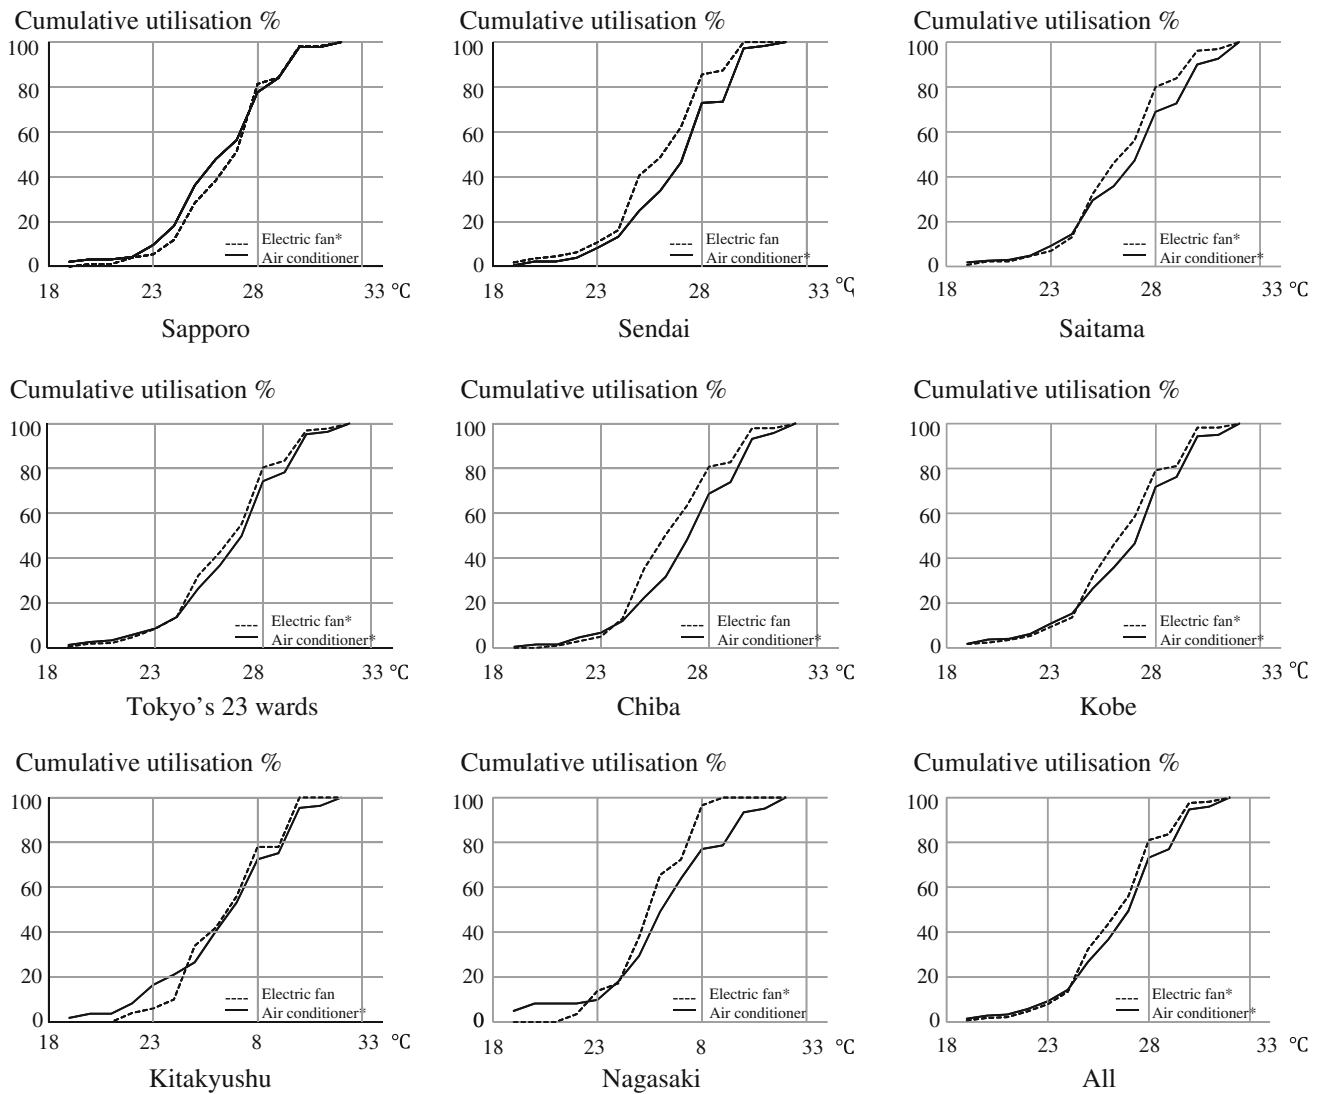 Cumulative utilisation %
100
80
60
40
20
0
Electric fan*
Air conditioner
18 23 28 33 °C
Sapporo
Cumulative utilisation %
100
80
60
40
20
0
Electric fan
Air conditioner*
18 23 28 33 °C
Sendai
Cumulative utilisation %
100
80
60
40
20
0
Electric fan*
Air conditioner*
18 23 28 33 °C
Saitama
Cumulative utilisation %
100
80
60
40
20
0
Electric fan*
Air conditioner*
18 23 28 33 °C
Tokyo's 23 wards
Cumulative utilisation %
100
80
60
40
20
0
Electric fan
Air conditioner*
18 23 28 33 °C
Chiba
Cumulative utilisation %
100
80
60
40
20
0
Electric fan*
Air conditioner*
18 23 28 33 °C
Kobe
Cumulative utilisation %
100
80
60
40
20
0
Electric fan
Air conditioner*
18 23 8 33 °C
Kitakyushu
Cumulative utilisation %
100
80
60
40
20
0
Electric fan*
Air conditioner
18 23 8 33 °C
Nagasaki
Cumulative utilisation %
100
80
60
40
20
0
Electric fan*
Air conditioner*
18 23 28 33 °C
All